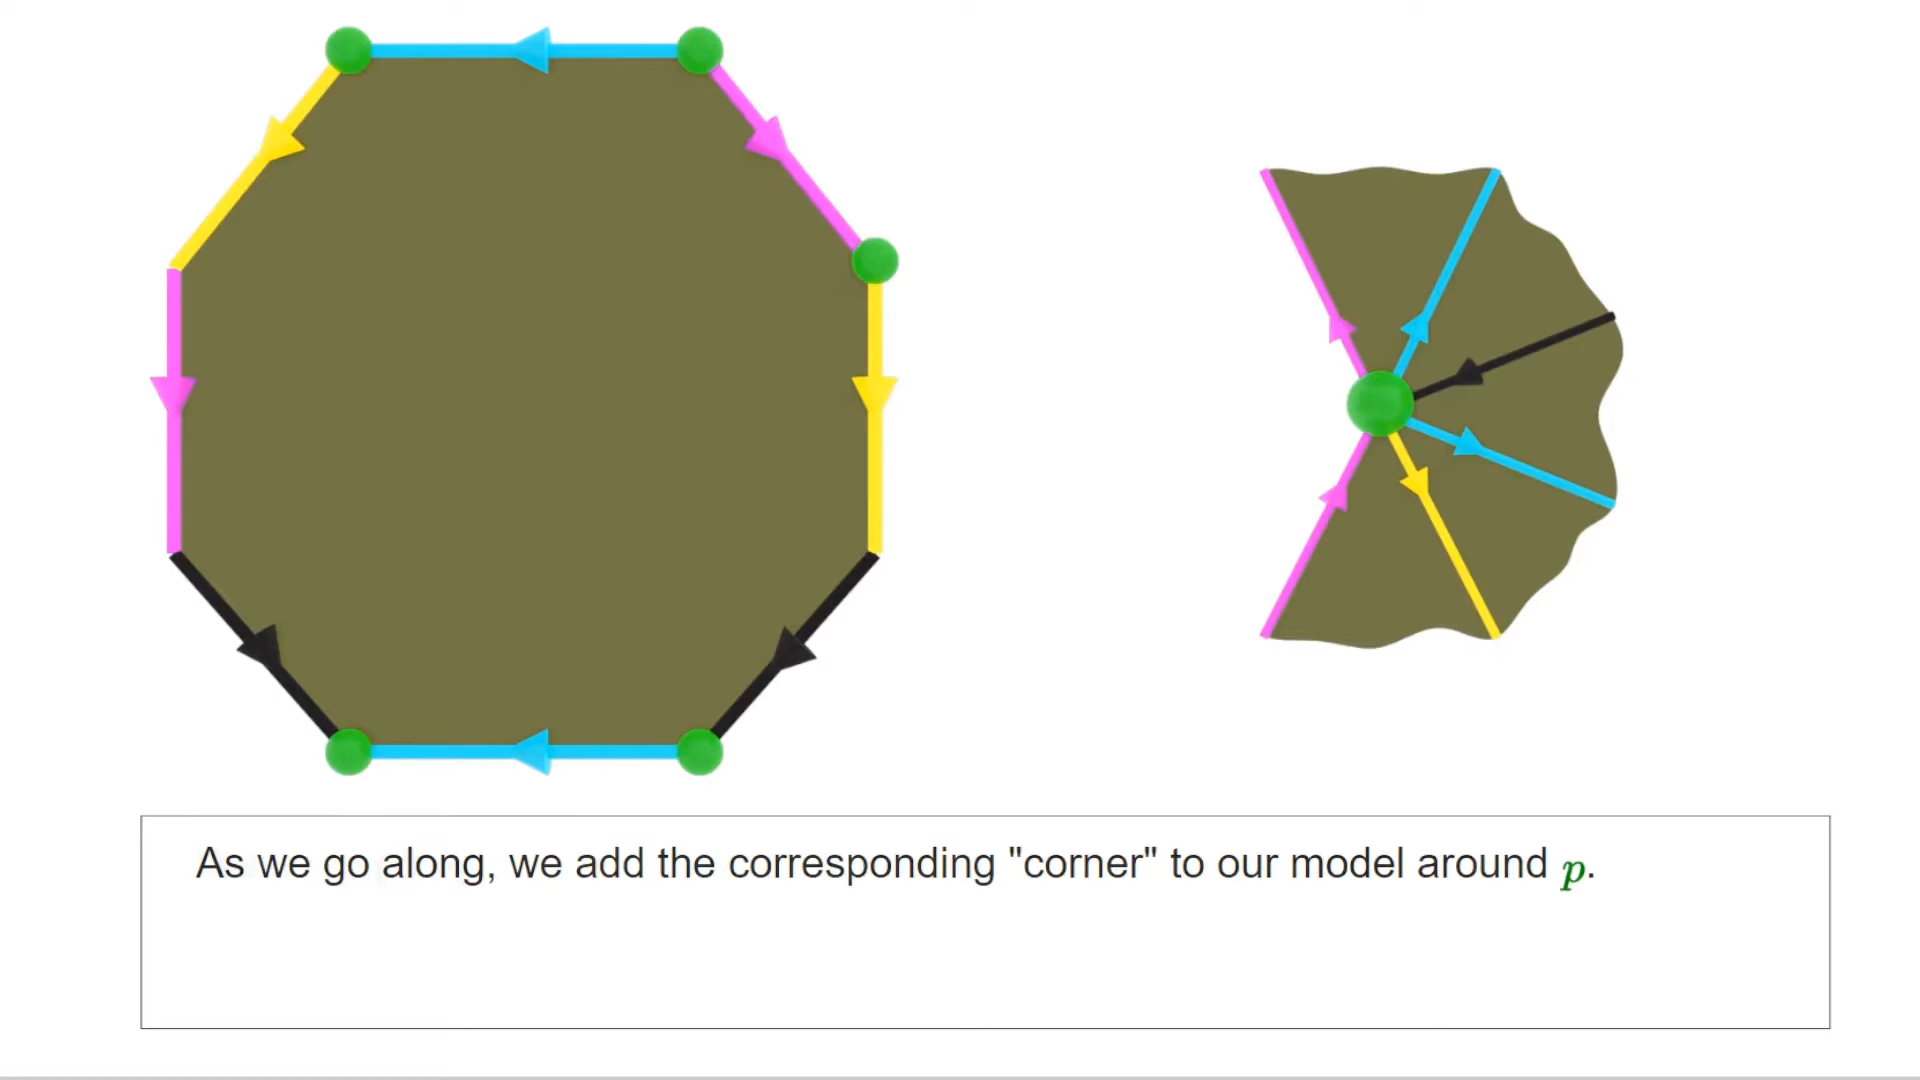 As we go along, we add the corresponding "corner" to our model around p.